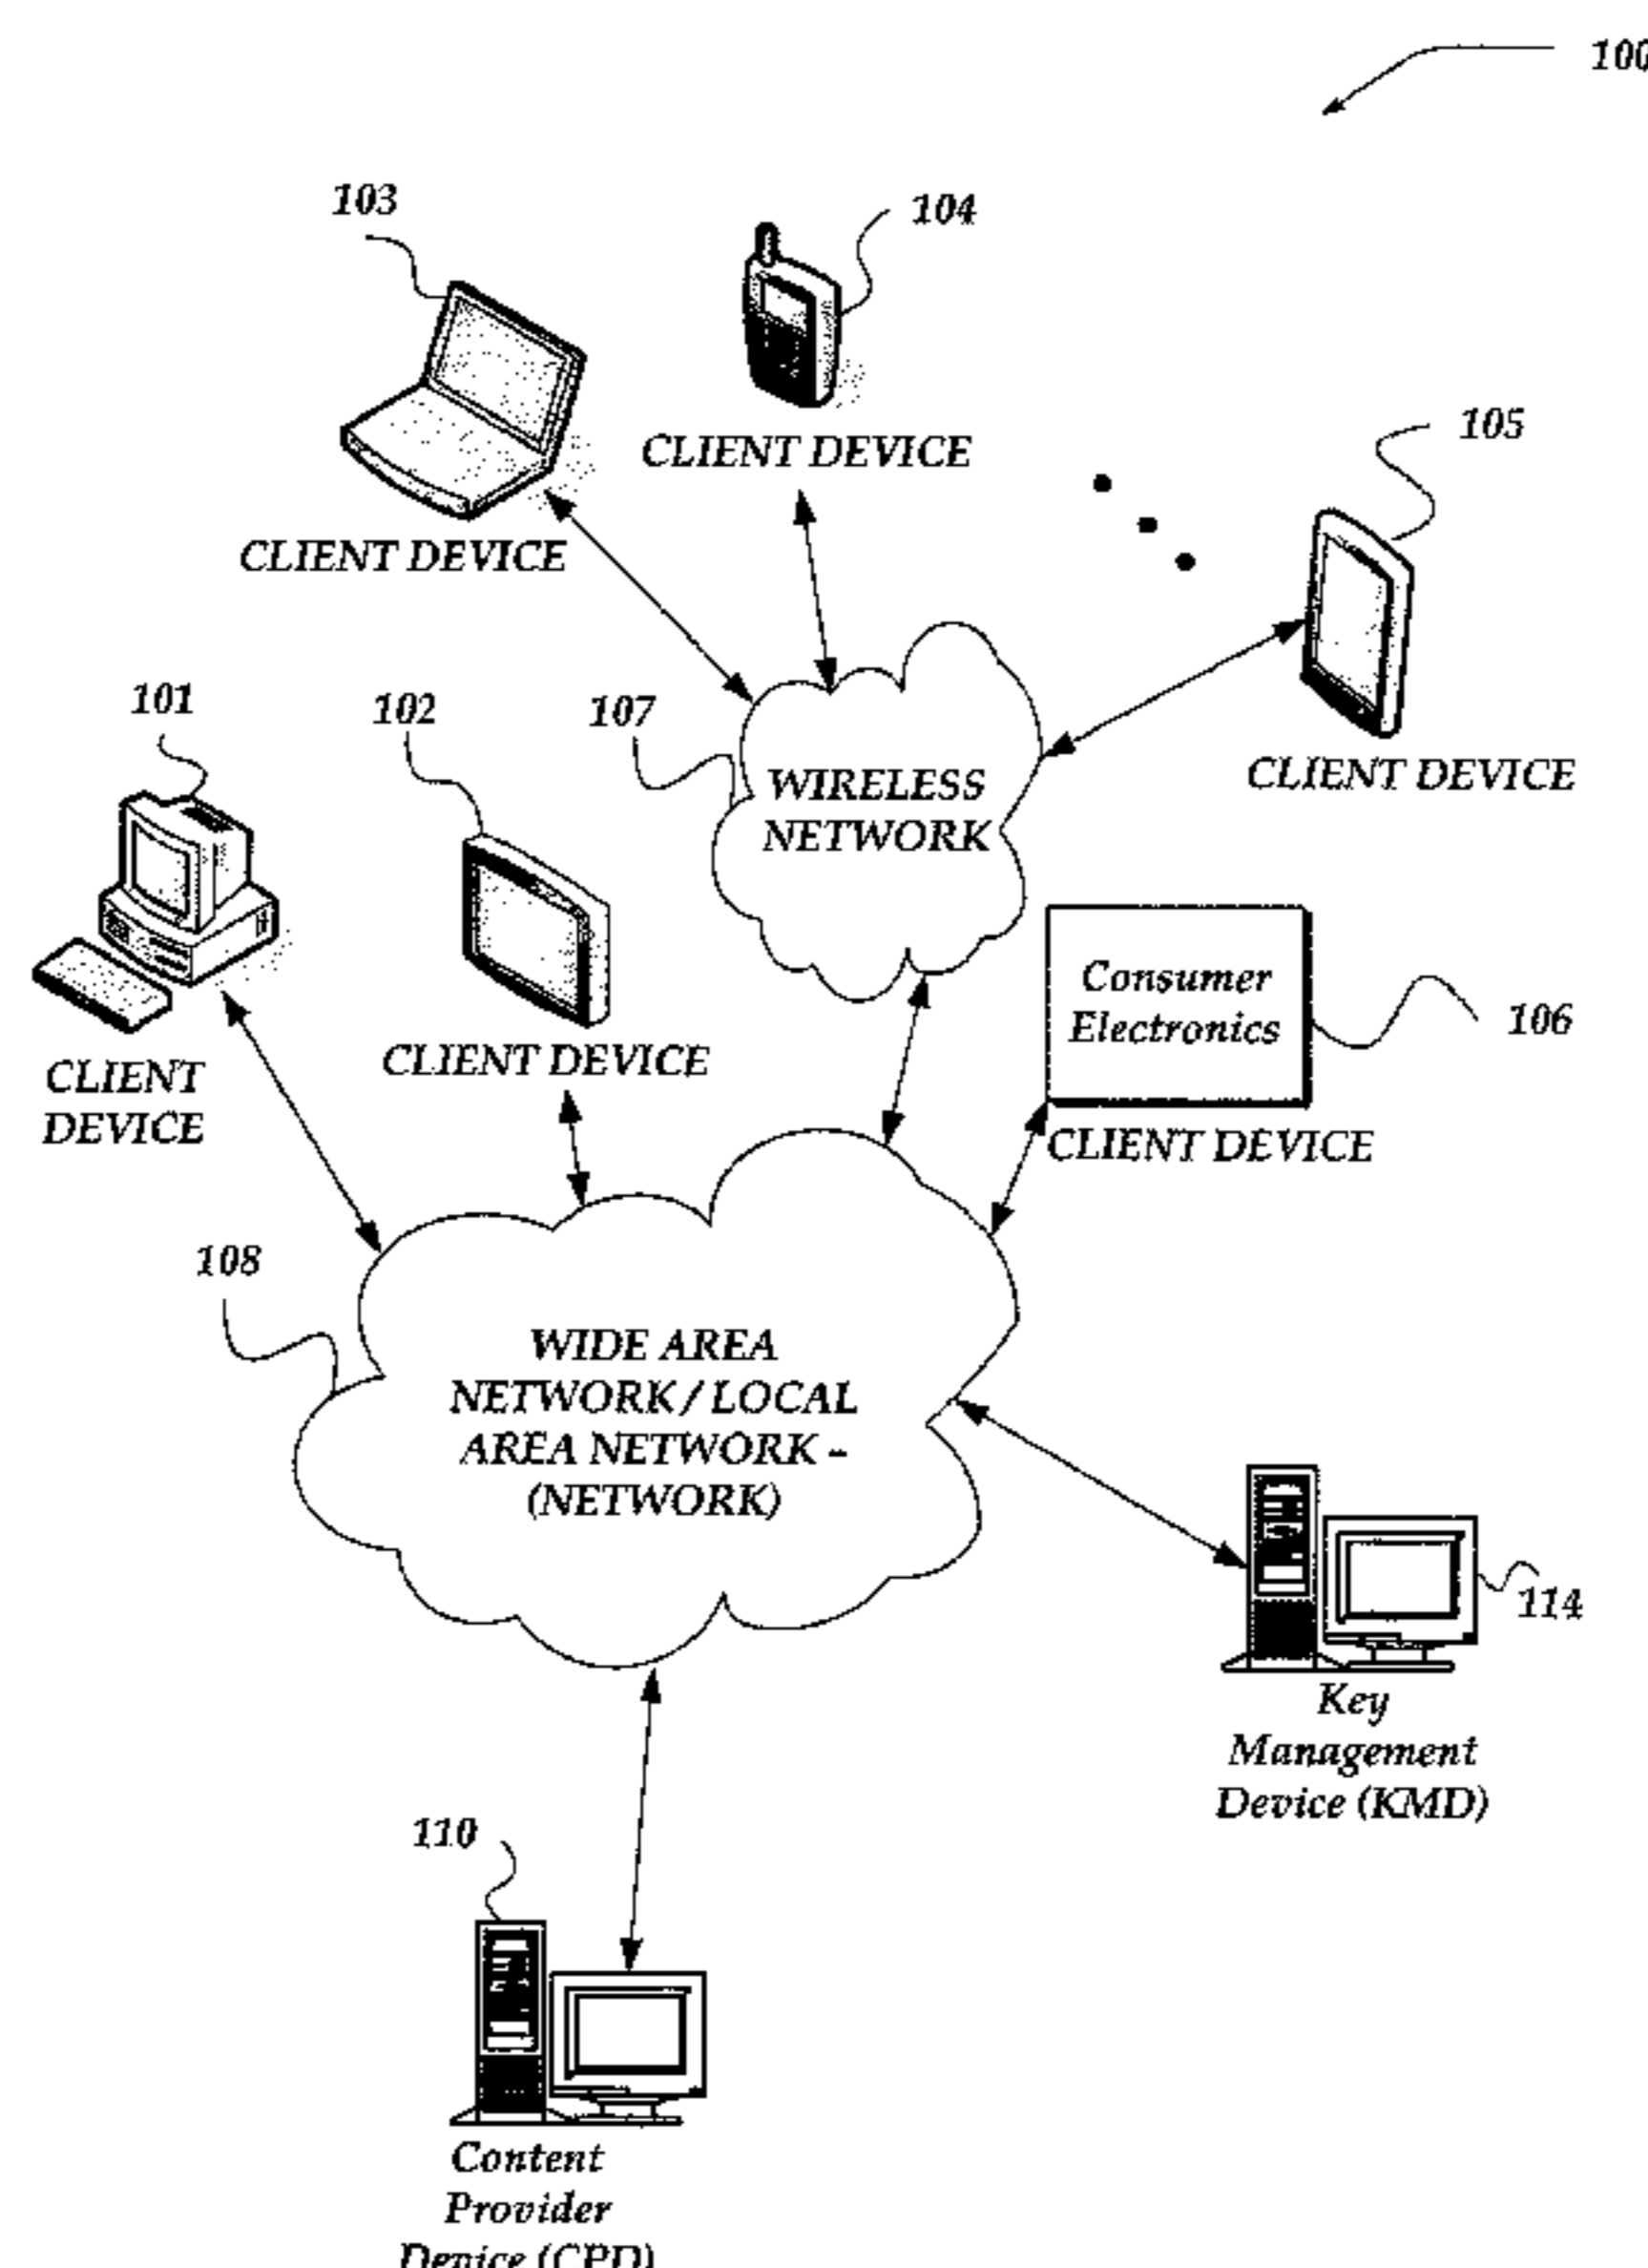 100
103
104
CLIENT DEVICE
105
CLIENT DEVICE
101
102
107
CLIENT DEVICE
WIRELESS
NETWORK
Consumer
Electronics
106
CLIENT DEVICE
CLIENT
DEVICE
CLIENT DEVICE
108
WIDE AREA
NETWORK / LOCAL
AREA NETWORK –
(NETWORK)
114
Key
Management
Device (KMD)
110
Content
Provider
Device (CPD)